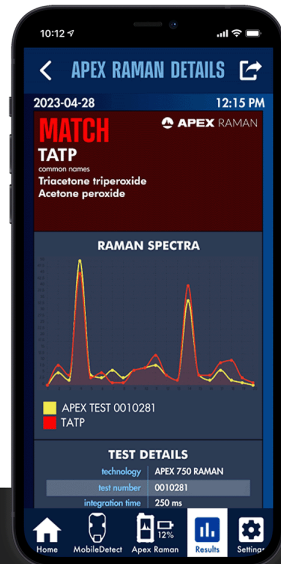 10:12
APEX RAMAN DETAILS
2023-04-28 12:15 PM
MATCH
APEX RAMAN
TATP
common names
Triacetone triperoxide
Acetone peroxide
RAMAN SPECTRA
APEX TEST 0010281
TATP
TEST DETAILS
technology APEX 750 RAMAN
test number 0010281
integration time 250 ms
12%
Home MobileDetect Apex Raman Results Settings